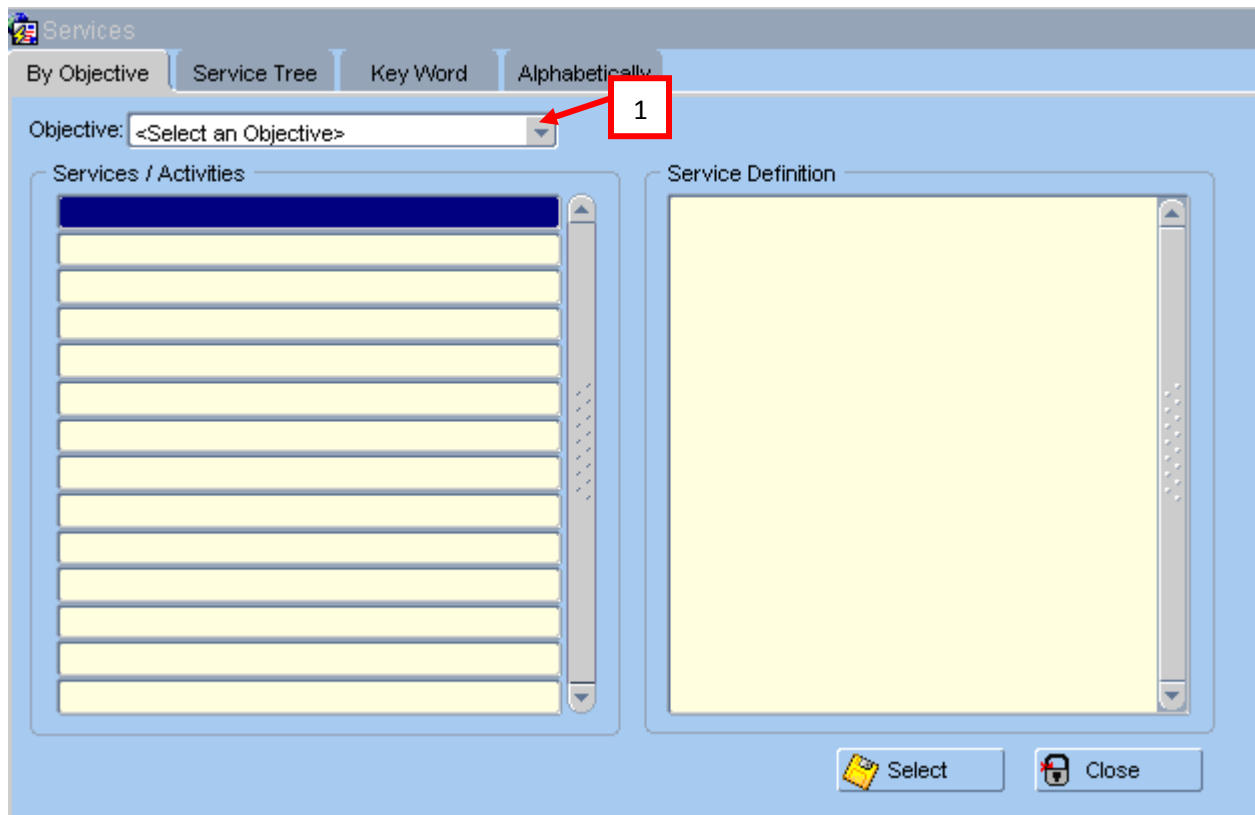 Services
By Objective Service Tree Key Word Alphabetically
1
Objective: <Select an Objective>
Services / Activities Service Definition
Select Close